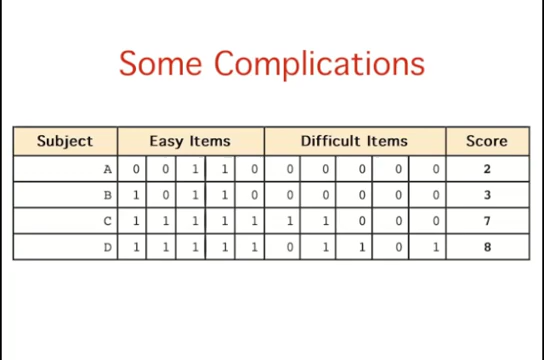 Some Complications
Subject Easy Items Difficult Items Score
A 0 0 1 1 0 0 0 0 0 0 2
B 1 0 1 1 0 0 0 0 0 0 3
C 1 1 1 1 1 1 1 0 0 0 7
D 1 1 1 1 1 0 1 1 0 1 8